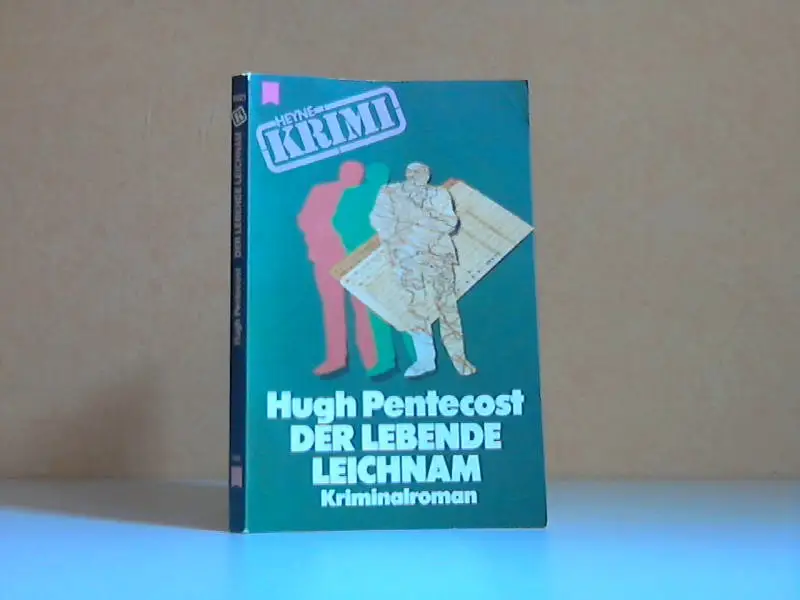 HEYNE
KRIMI
Hugh Pentecost
DER LEBENDE
LEICHNAM
Kriminalroman
Hugh Pentecost DER LEBENDE LEICHNAM